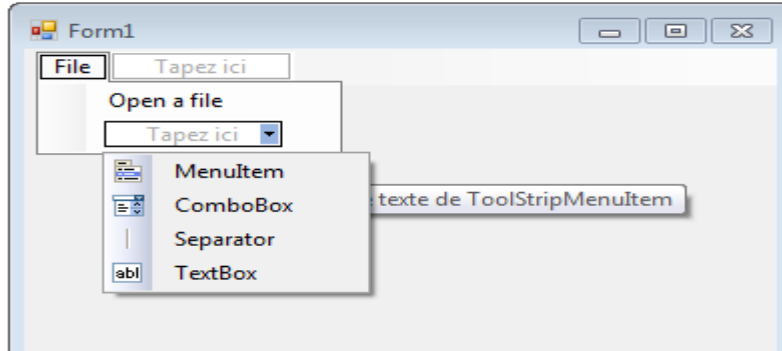 Form1
File Tapez ici
Open a file
Tapez ici
MenuItem
ComboBox
texte de ToolStripMenuItem
Separator
abl TextBox